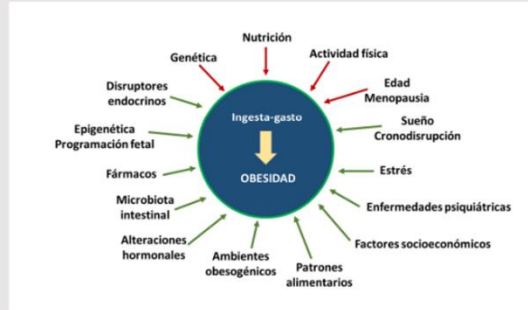 Nutrición
Genética
Actividad física
Disruptores
endocrinos
Edad
Menopausia
Ingesta-gasto
Epigenética
Programación fetal
Sueño
Cronodisrupción
Fármacos
OBESIDAD
Estrés
Microbiota
intestinal
Enfermedades psiquiátricas
Alteraciones
hormonales
Ambientes
obesogénicos
Patrones
alimentarios
Factores socioeconómicos